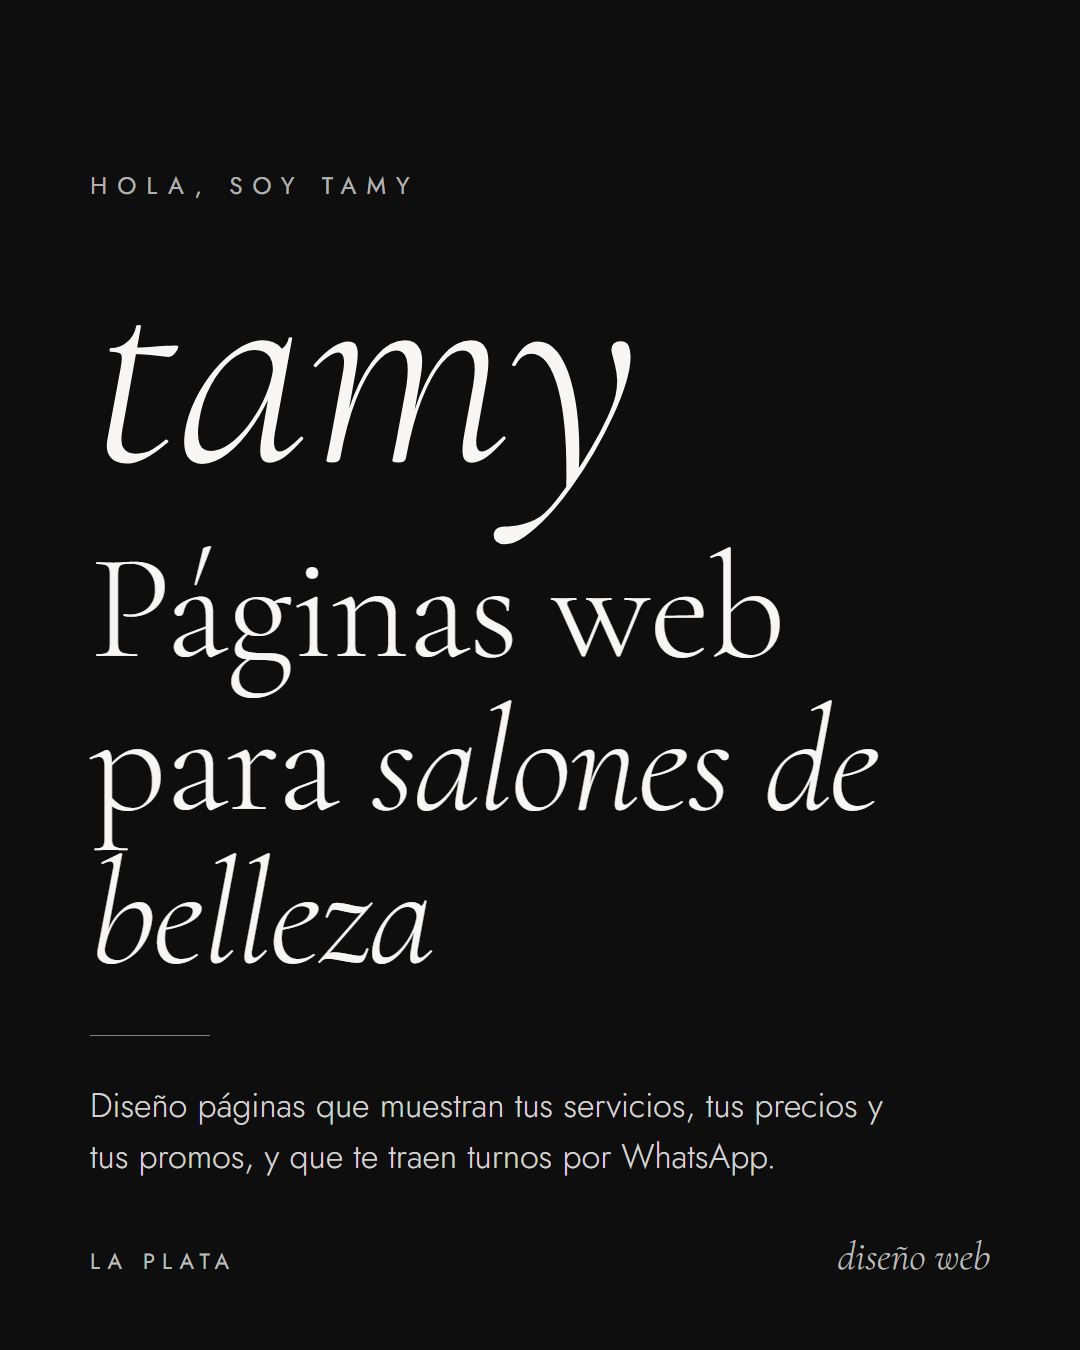 HOLA, SOY TAMY
tamy
Páginas web
para salones de
belleza
Diseño páginas que muestran tus servicios, tus precios y
tus promos, y que te traen turnos por WhatsApp.
LA PLATA
diseño web